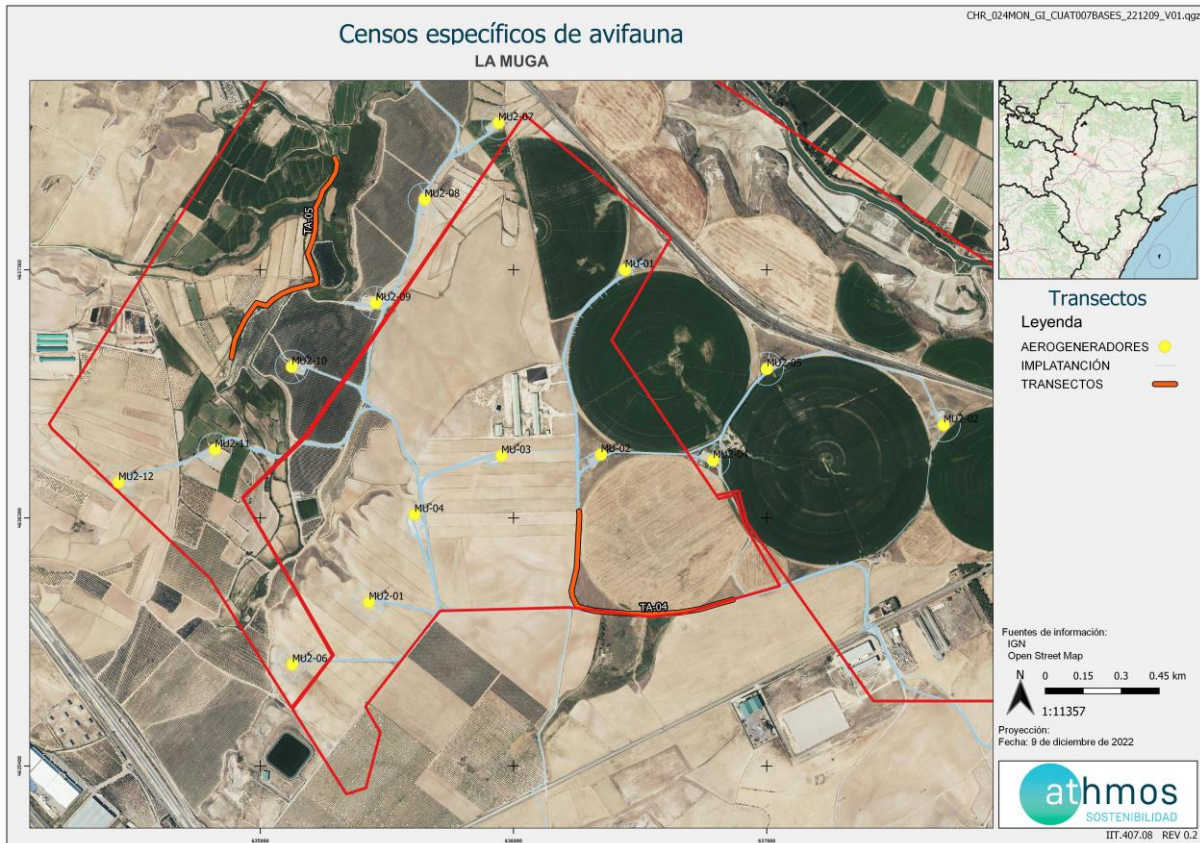 CHR_024MON_GI_CUAT007BASES_221209_V01.qgz
Censos específicos de avifauna
LA MUGA
MU2-07
MU2-08
TA-05
MU-01
MU2-09
MU2-10
MU2-05
MU2-02
MU2-11
MU-03
MU-02
MU2-12
MU-04
MU2-01
TA-04
MU2-06
635000
636000
637000
Transectos
Leyenda
AEROGENERADORES
IMPLATANCIÓN
TRANSECTOS
Fuentes de información:
IGN
Open Street Map
N
0 0.15 0.3 0.45 km
1:11357
Proyección:
Fecha: 9 de diciembre de 2022
athmos
SOSTENIBILIDAD
IIT.407.08 REV 0.2